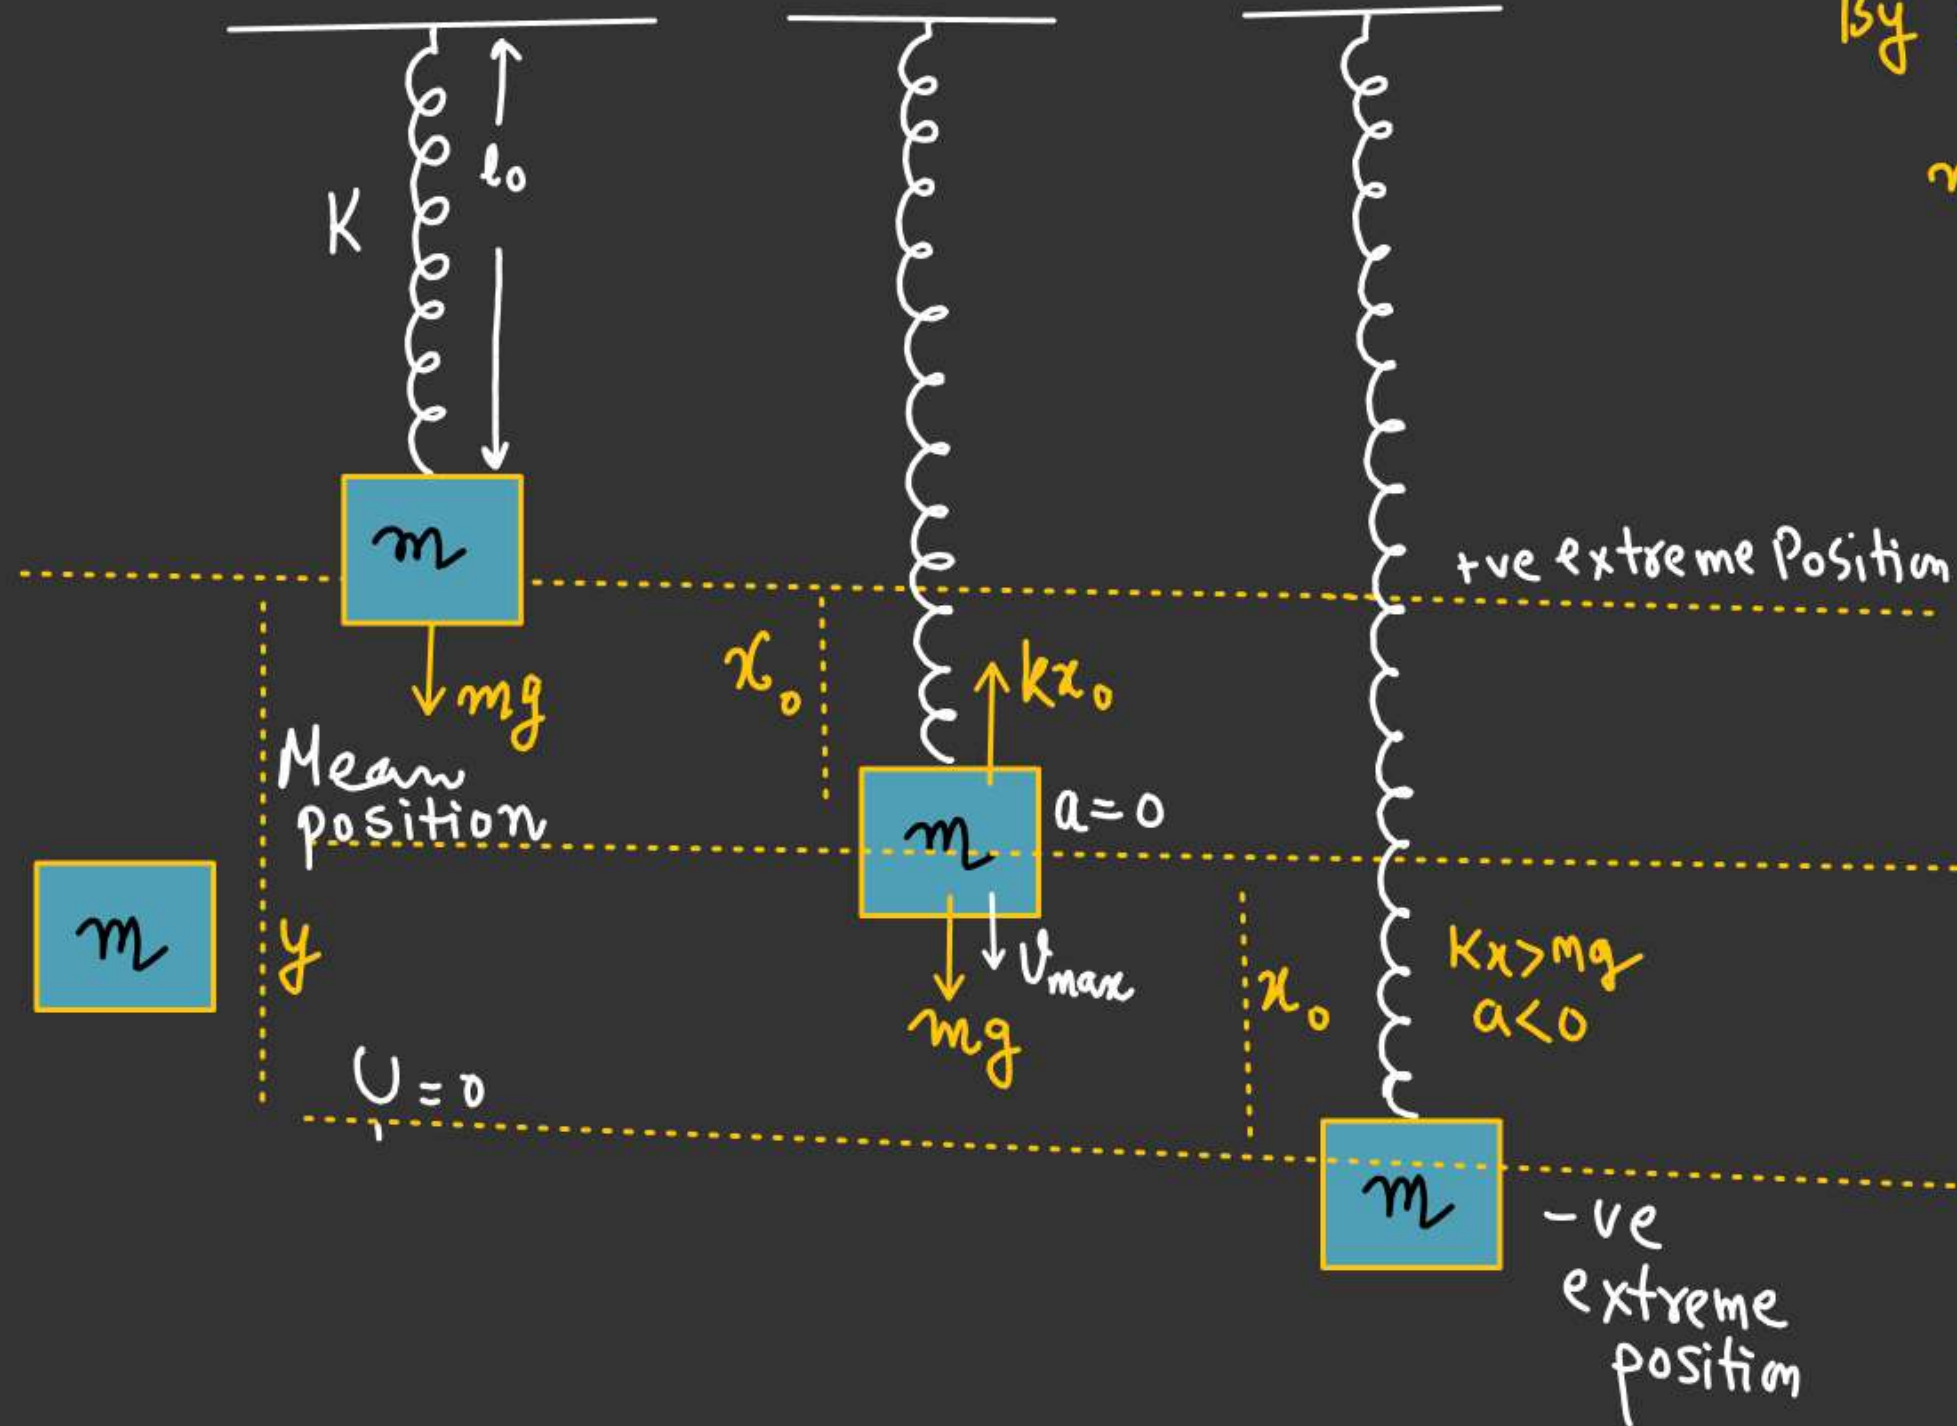 By
K
l₀
m
mg
+ve extreme Position
x₀
kx₀
Mean
position
m
a=0
m
y
Vmax
mg
x₀
Kx>mg
a<0
U=0
m
-ve
extreme
position